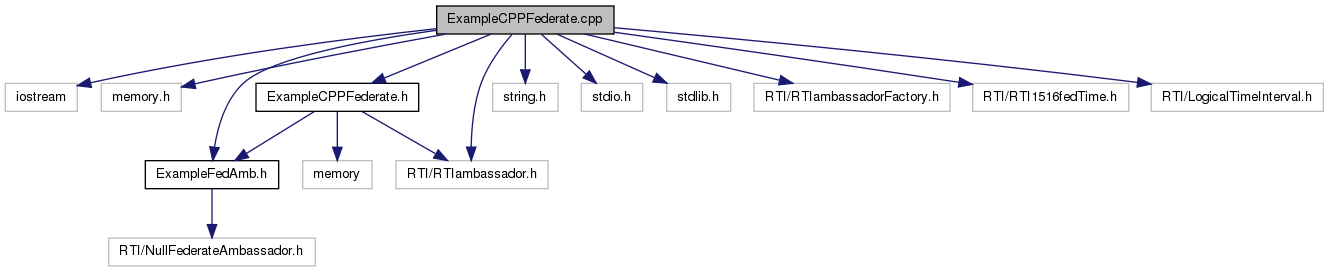 ExampleCPPFederate.cpp
iostream
memory.h
ExampleCPPFederate.h
string.h
stdio.h
stdlib.h
RTI/RTIambassadorFactory.h
RTI/RTI1516fedTime.h
RTI/LogicalTimeInterval.h
ExampleFedAmb.h
memory
RTI/RTIambassador.h
RTI/NullFederateAmbassador.h